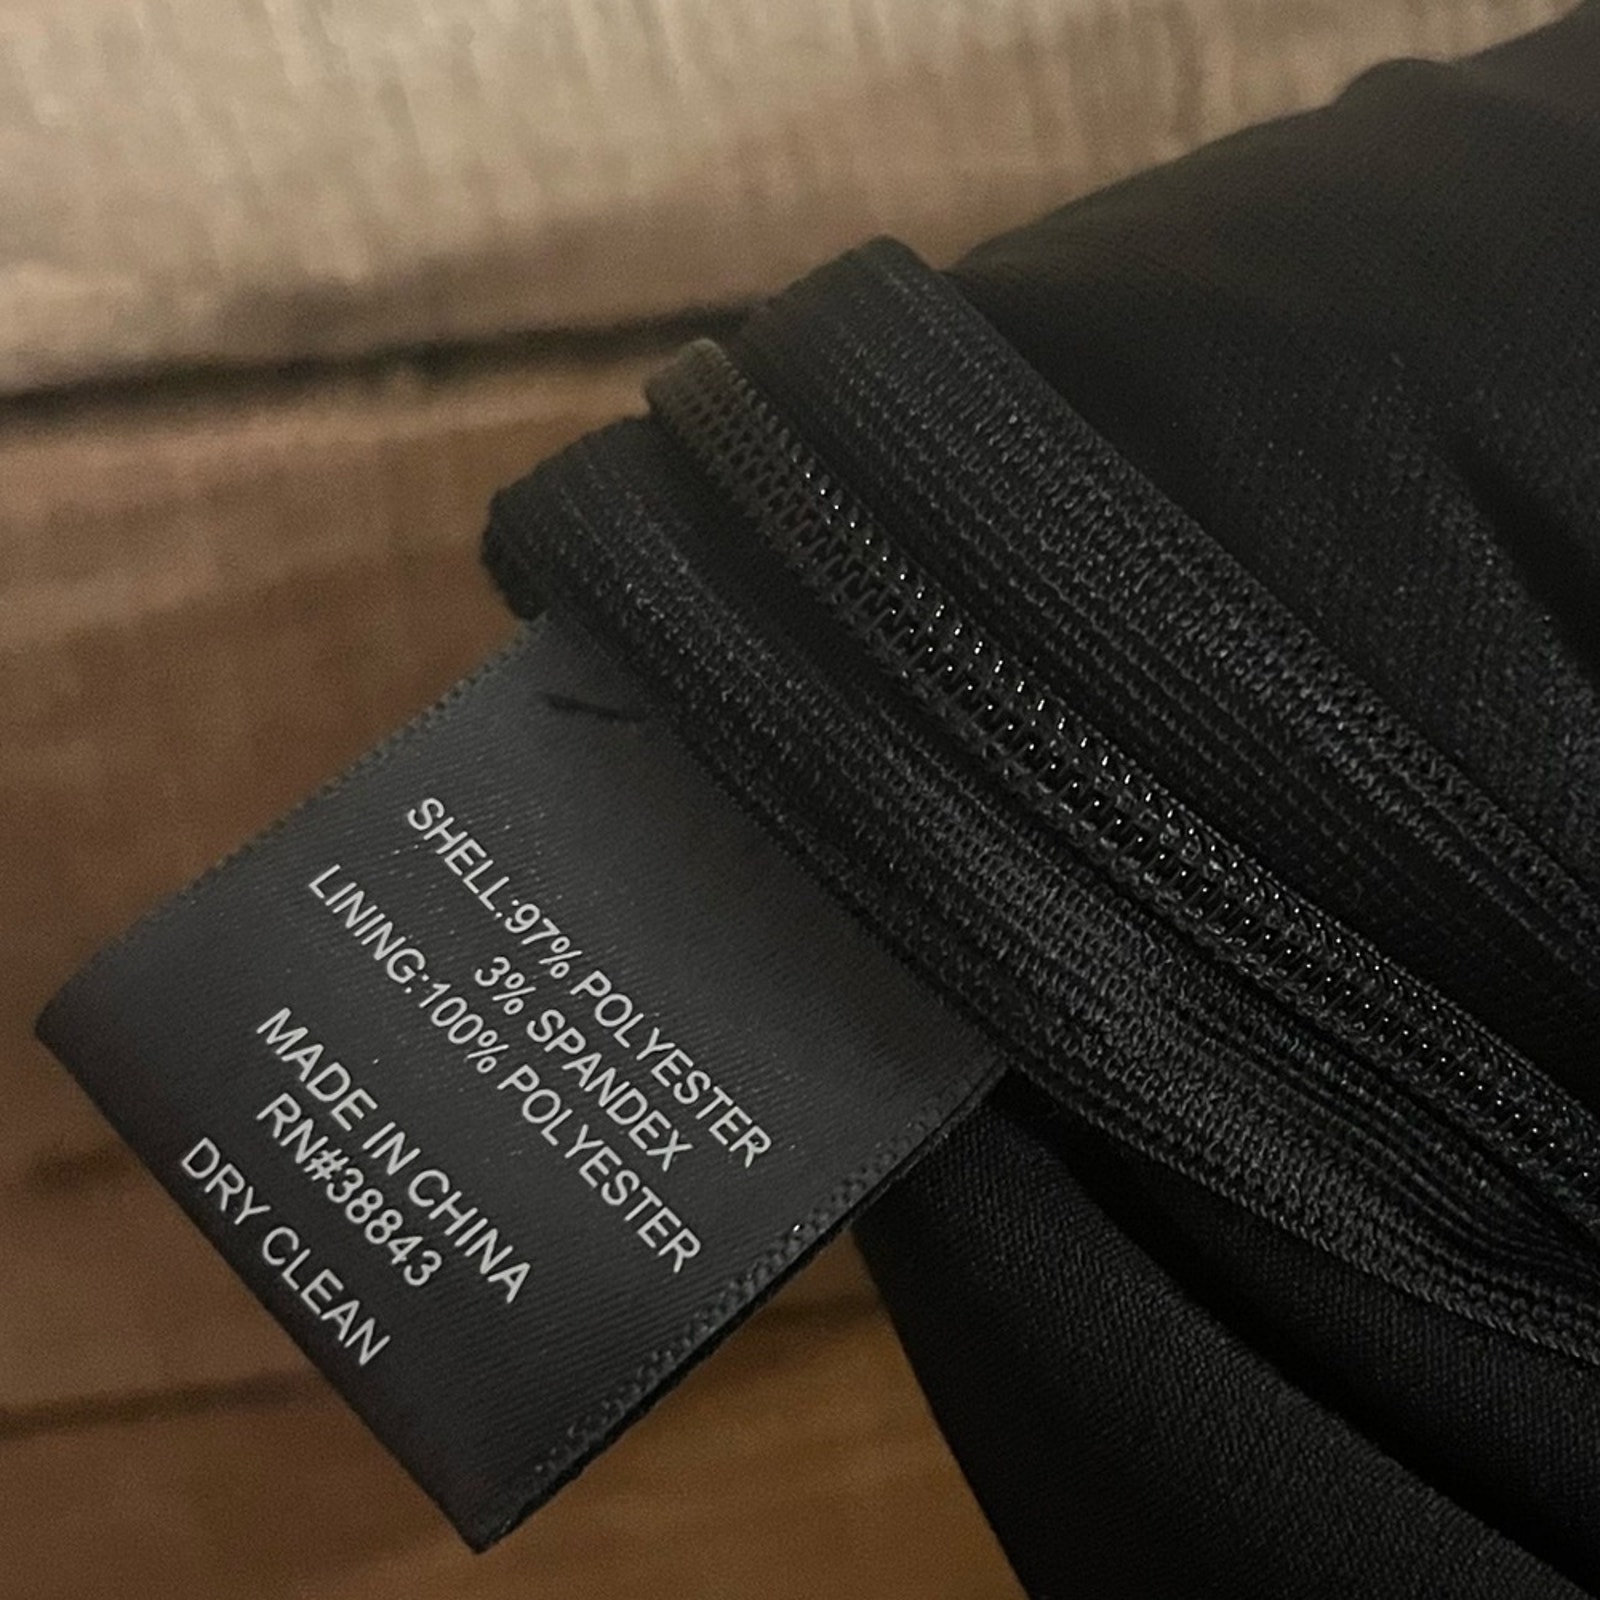 SHELL:97% POLYESTER
3% SPANDEX
LINING:100% POLYESTER
MADE IN CHINA
RN#38843
DRY CLEAN